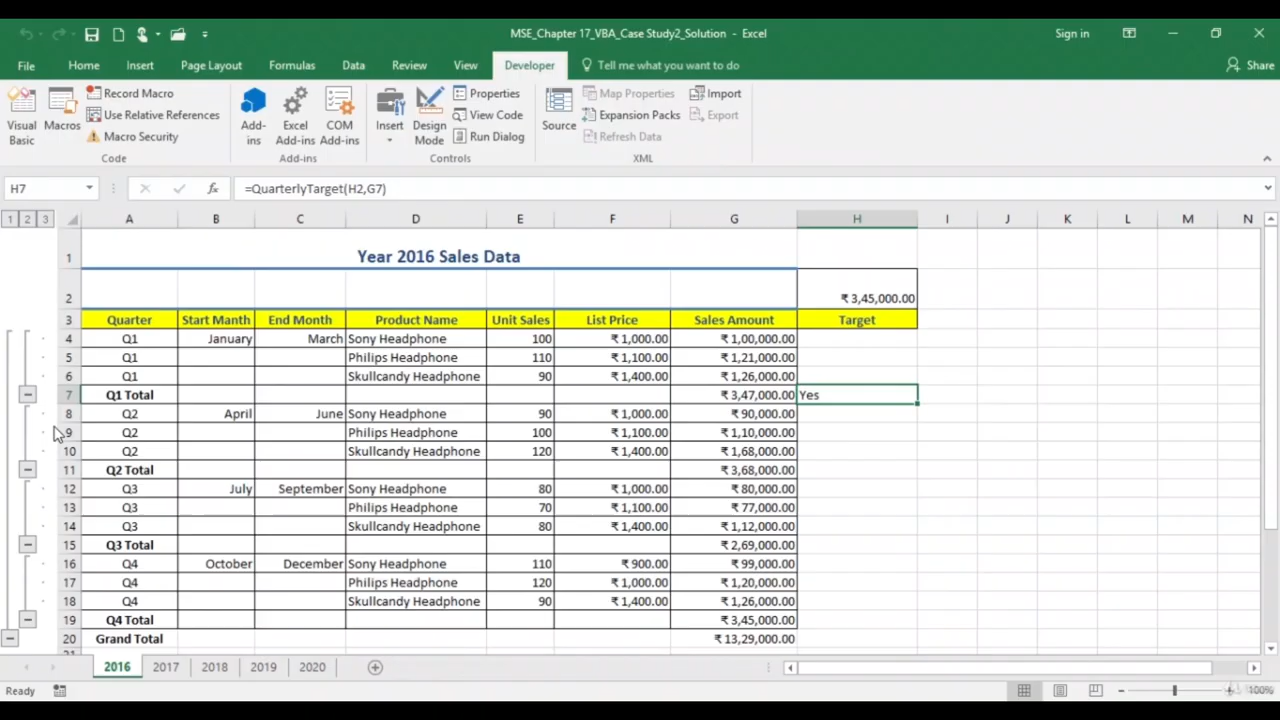 MSE_Chapter 17_VBA_Case Study2_Solution - Excel
Sign in
File Home Insert Page Layout Formulas Data Review View Developer Tell me what you want to do Share
Visual Basic
Macros
Record Macro
Use Relative References
Macro Security
Code
Add-ins
Excel Add-ins
COM Add-ins
Add-ins
Insert
Design Mode
Properties
View Code
Run Dialog
Controls
Source
Map Properties
Expansion Packs
Refresh Data
Import
Export
XML
H7 fx =QuarterlyTarget(H2,G7)
1 2 3 A B C D E F G H I J K L M N
1 Year 2016 Sales Data
2 ₹ 3,45,000.00
3 Quarter Start Manth End Month Product Name Unit Sales List Price Sales Amount Target
4 Q1 January March Sony Headphone 100 ₹ 1,000.00 ₹ 1,00,000.00
5 Q1 Philips Headphone 110 ₹ 1,100.00 ₹ 1,21,000.00
6 Q1 Skullcandy Headphone 90 ₹ 1,400.00 ₹ 1,26,000.00
7 Q1 Total ₹ 3,47,000.00 Yes
8 Q2 April June Sony Headphone 90 ₹ 1,000.00 ₹ 90,000.00
9 Q2 Philips Headphone 100 ₹ 1,100.00 ₹ 1,10,000.00
10 Q2 Skullcandy Headphone 120 ₹ 1,400.00 ₹ 1,68,000.00
11 Q2 Total ₹ 3,68,000.00
12 Q3 July September Sony Headphone 80 ₹ 1,000.00 ₹ 80,000.00
13 Q3 Philips Headphone 70 ₹ 1,100.00 ₹ 77,000.00
14 Q3 Skullcandy Headphone 80 ₹ 1,400.00 ₹ 1,12,000.00
15 Q3 Total ₹ 2,69,000.00
16 Q4 October December Sony Headphone 110 ₹ 900.00 ₹ 99,000.00
17 Q4 Philips Headphone 120 ₹ 1,000.00 ₹ 1,20,000.00
18 Q4 Skullcandy Headphone 90 ₹ 1,400.00 ₹ 1,26,000.00
19 Q4 Total ₹ 3,45,000.00
20 Grand Total ₹ 13,29,000.00
2016 2017 2018 2019 2020
Ready 100%